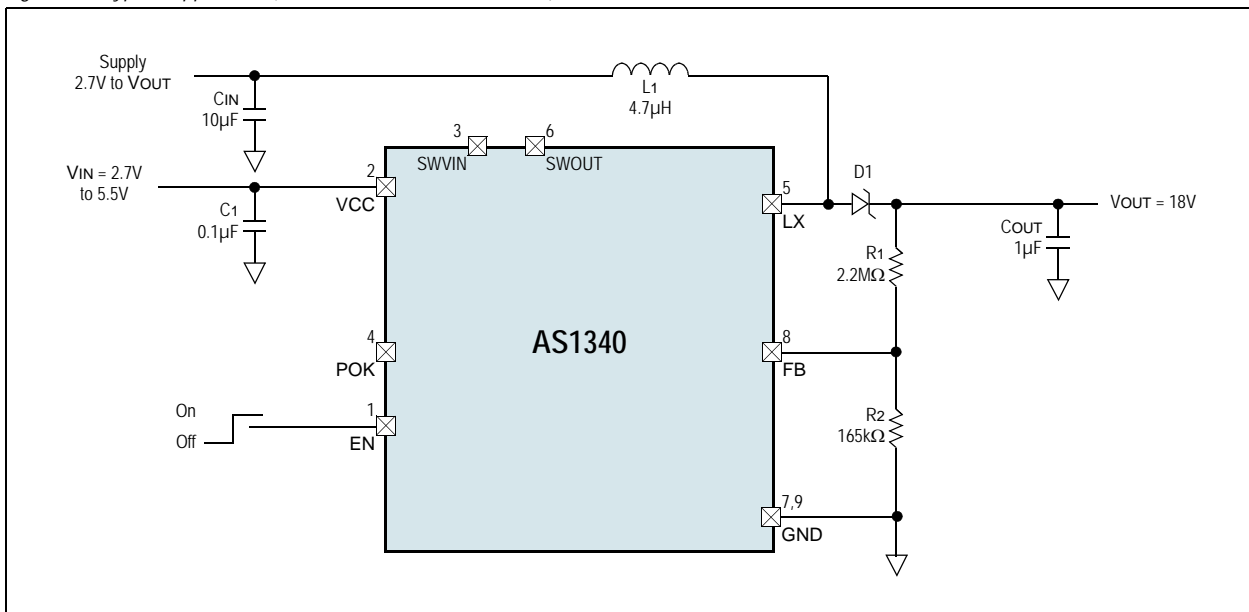 Supply
2.7V to VOUT
CIN
10µF
L1
4.7µH
3
6
SWVIN
SWOUT
VIN = 2.7V
to 5.5V
2
VCC
C1
0.1µF
5
LX
D1
VOUT = 18V
COUT
1µF
R1
2.2MΩ
AS1340
4
POK
8
FB
On
Off
1
EN
R2
165kΩ
7,9
GND